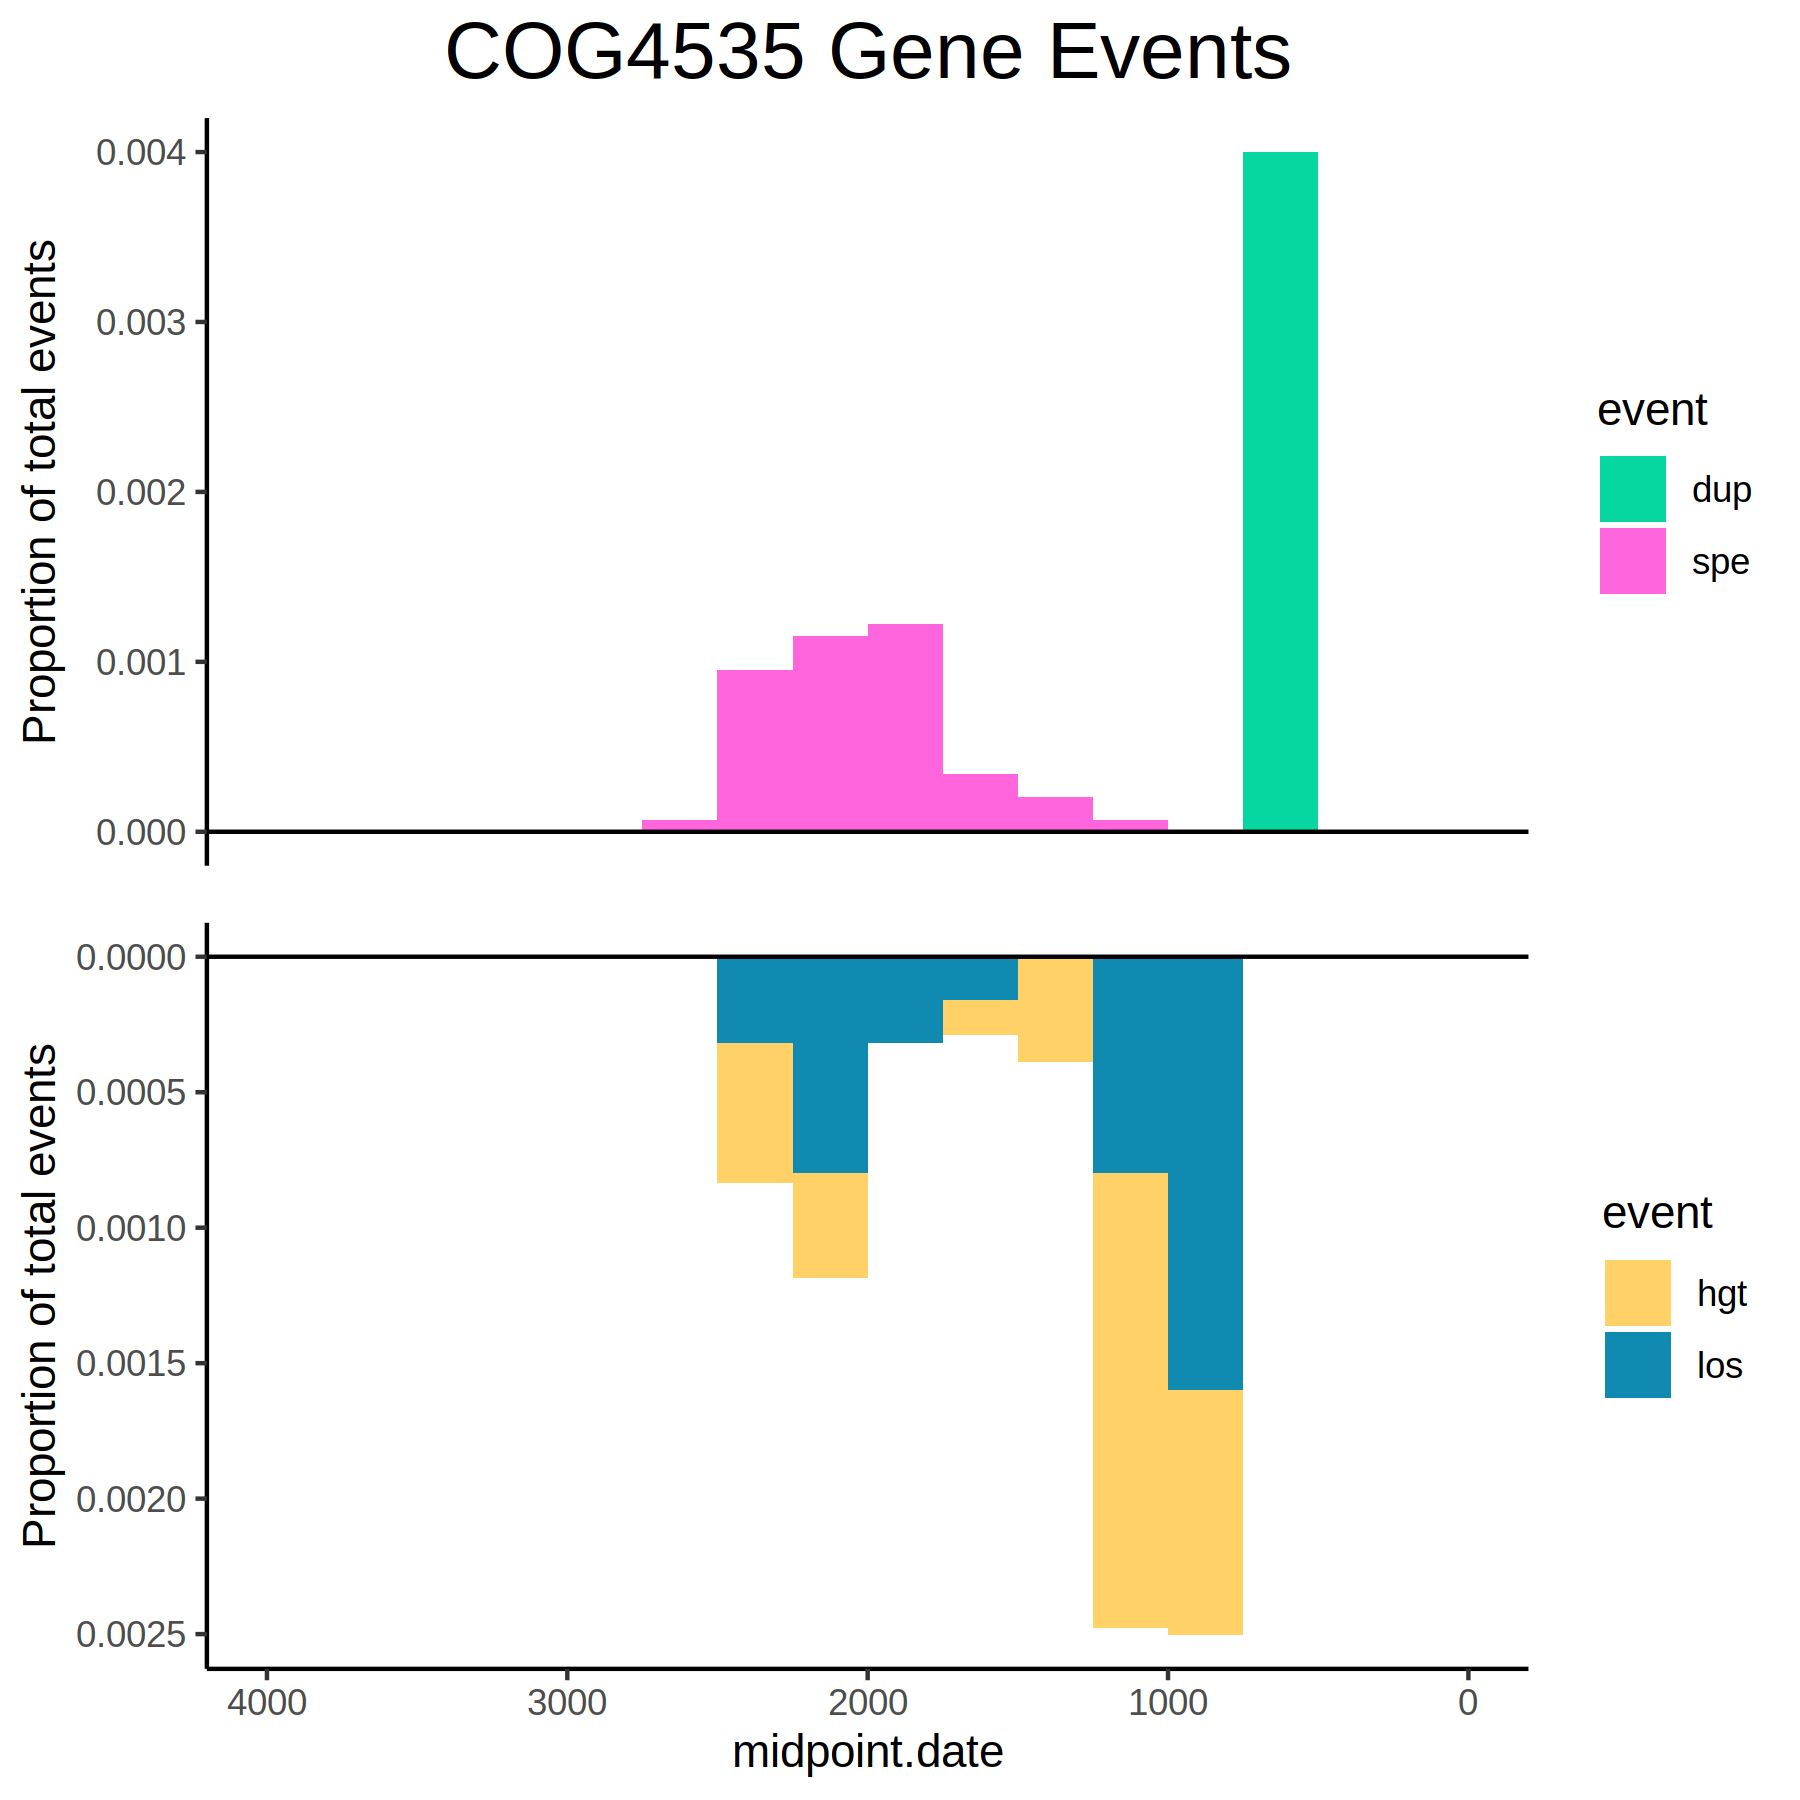 COG4535 Gene Events
Proportion of total events
0.004
0.003
0.002
0.001
0.000
event
dup
spe
Proportion of total events
0.0000
0.0005
0.0010
0.0015
0.0020
0.0025
event
hgt
los
4000 3000 2000 1000 0
midpoint.date